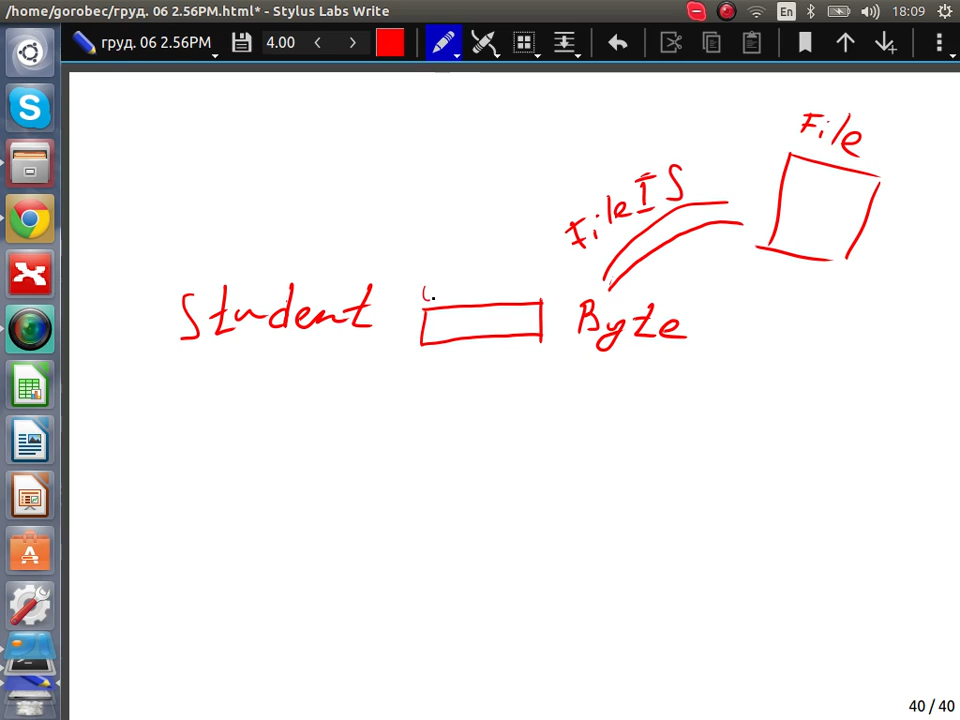 /home/gorobec/груд. 06 2.56PM.html* - Stylus Labs Write
En
18:09
груд. 06 2.56PM
4.00
File
FileIS
Student
Byte
40 / 40